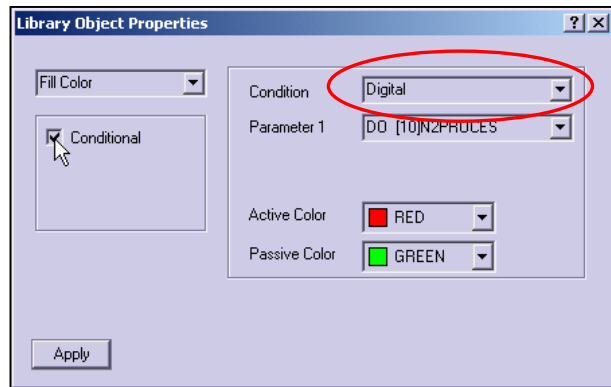 Library Object Properties
Fill Color
Conditional
Condition
Digital
Parameter 1
DO [10]N2PROCES
Active Color
RED
Passive Color
GREEN
Apply